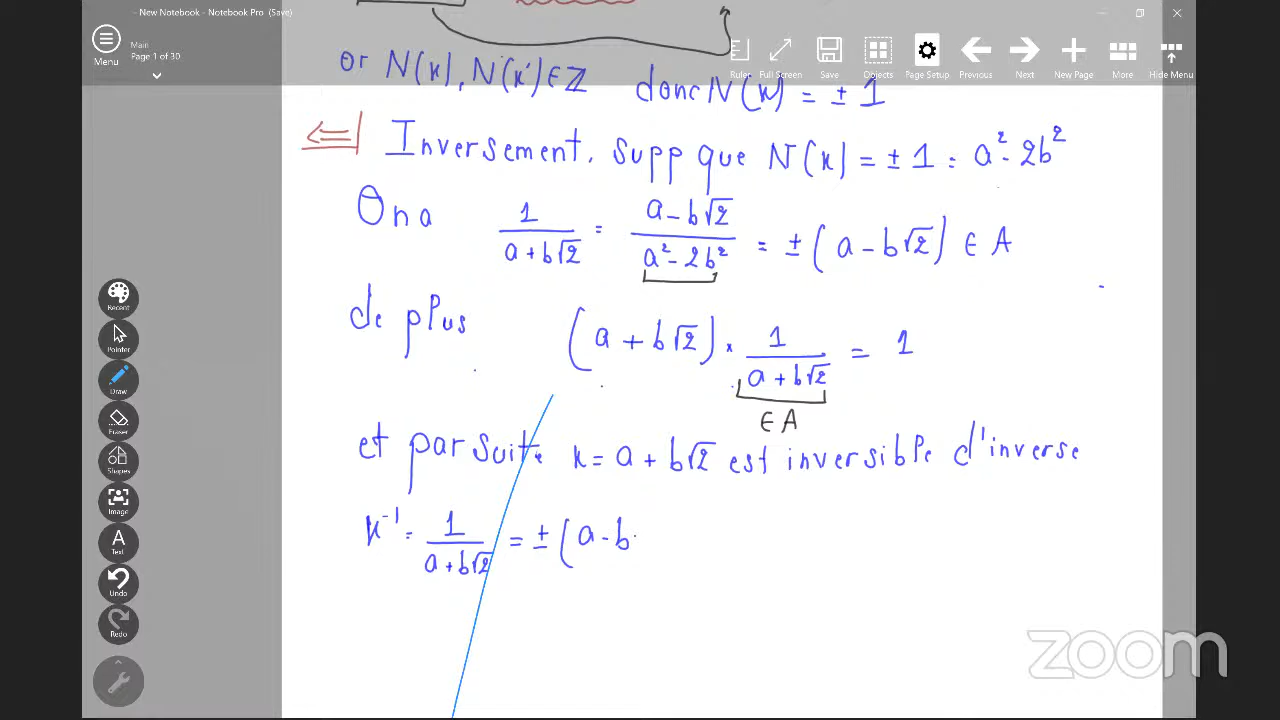 New Notebook - Notebook Pro (Save)
Menu
Main
Page 1 of 30
Ruler Full Screen Save Objects Page Setup Previous Next New Page More Hide Menu
or N(x), N(x') ∈ ℤ donc N(x) = ± 1
⇐ Inversement, supp que N(x) = ± 1 = a² - 2b²
On a 1/(a + b√2) = (a - b√2)/(a² - 2b²) = ± (a - b√2) ∈ A
de plus (a + b√2) × 1/(a + b√2) = 1
∈ A
et par suite x = a + b√2 est inversible d'inverse
x⁻¹ = 1/(a + b√2) = ± (a - b
Recent
Pointer
Draw
Eraser
Shapes
Image
Text
Undo
Redo
zoom